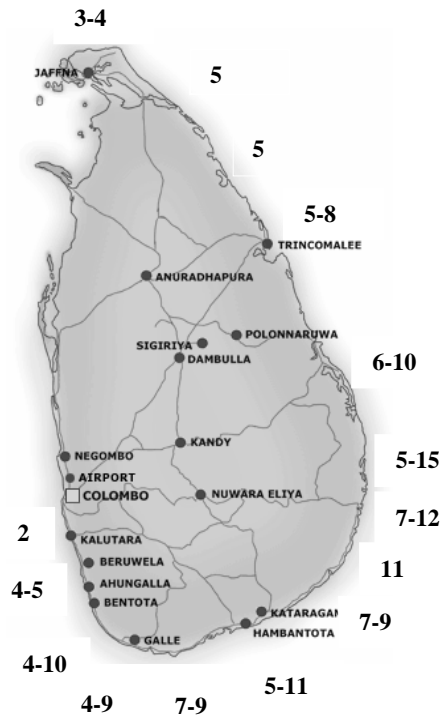 3-4
JAFFNA
5
5
5-8
TRINCOMALEE
ANURADHAPURA
POLONNARUWA
SIGIRIYA
DAMBULLA
6-10
KANDY
NEGOMBO
5-15
AIRPORT
COLOMBO
NUWARA ELIYA
7-12
2
KALUTARA
BERUWELA
11
4-5
AHUNGALLA
BENTOTA
KATARAGAM
7-9
HAMBANTOTA
GALLE
4-10
5-11
4-9
7-9